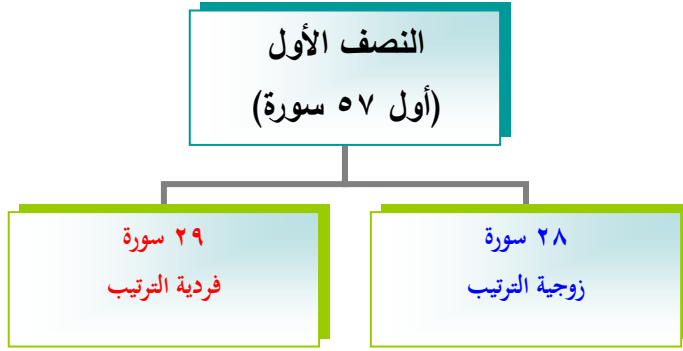 النصف الأول
(أول ٥٧ سورة)
٢٨ سورة
زوجية الترتيب
٢٩ سورة
فردية الترتيب